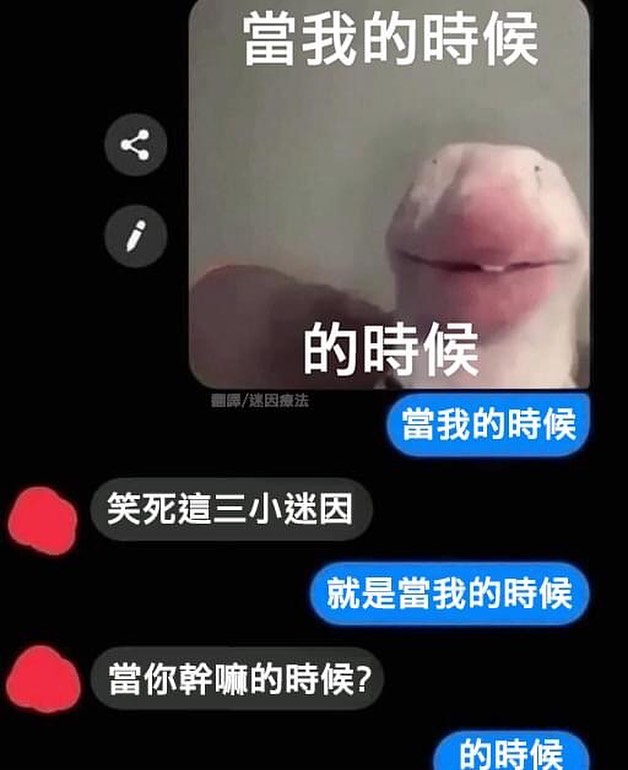 當我的時候
的時候
翻譯/迷因療法
當我的時候
笑死這三小迷因
就是當我的時候
當你幹嘛的時候?
的時候